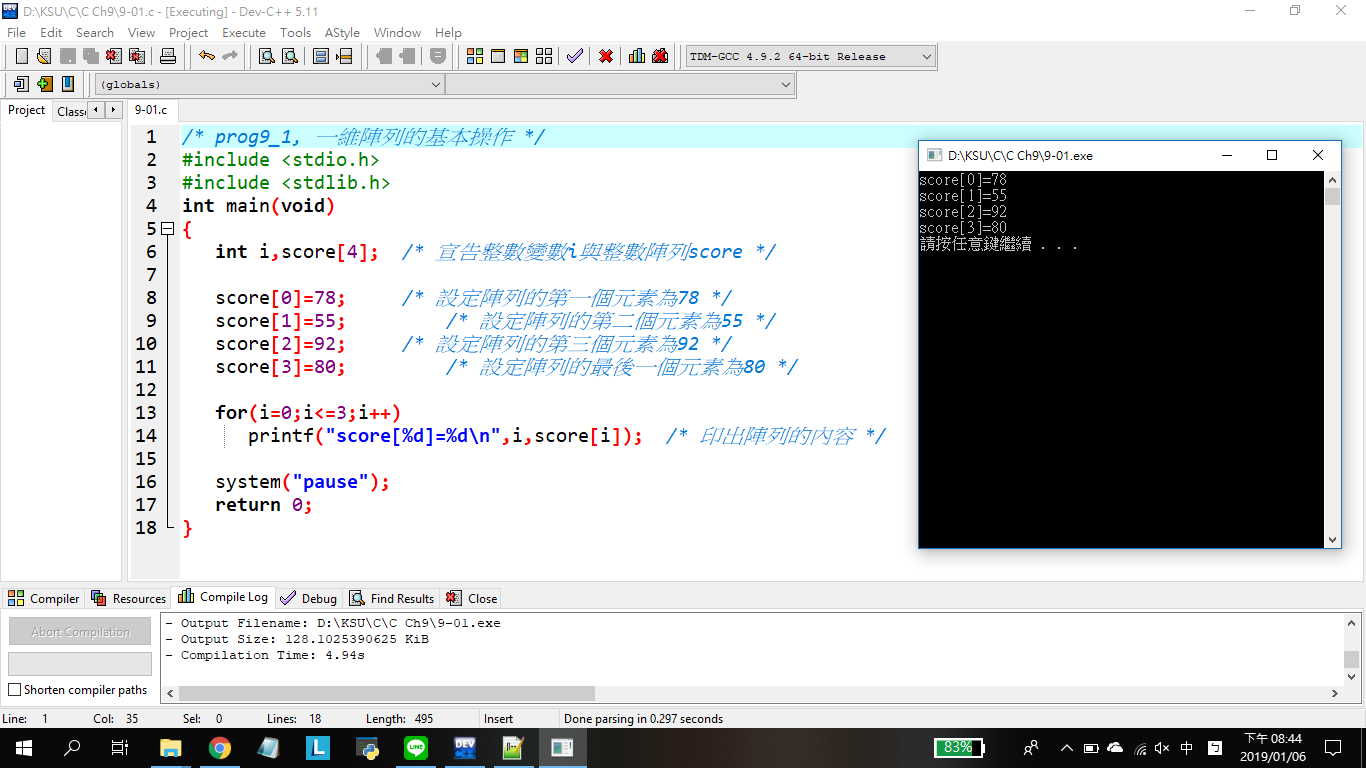 D:\KSU\C\C Ch9\9-01.c - [Executing] - Dev-C++ 5.11
File Edit Search View Project Execute Tools AStyle Window Help
TDM-GCC 4.9.2 64-bit Release
(globals)
Project Class
9-01.c
1 /* prog9_1, 一維陣列的基本操作 */
2 #include <stdio.h>
3 #include <stdlib.h>
4 int main(void)
5 {
6 int i,score[4]; /* 宣告整數變數i與整數陣列score */
7
8 score[0]=78; /* 設定陣列的第一個元素為78 */
9 score[1]=55; /* 設定陣列的第二個元素為55 */
10 score[2]=92; /* 設定陣列的第三個元素為92 */
11 score[3]=80; /* 設定陣列的最後一個元素為80 */
12
13 for(i=0;i<=3;i++)
14 printf("score[%d]=%d\n",i,score[i]); /* 印出陣列的內容 */
15
16 system("pause");
17 return 0;
18 }
D:\KSU\C\C Ch9\9-01.exe
score[0]=78
score[1]=55
score[2]=92
score[3]=80
請按任意鍵繼續 . . .
Compiler Resources Compile Log Debug Find Results Close
Abort Compilation
Shorten compiler paths
- Output Filename: D:\KSU\C\C Ch9\9-01.exe
- Output Size: 128.1025390625 KiB
- Compilation Time: 4.94s
Line: 1 Col: 35 Sel: 0 Lines: 18 Length: 495 Insert Done parsing in 0.297 seconds
L DEV LINE 83% 中 下午 08:44
2019/01/06